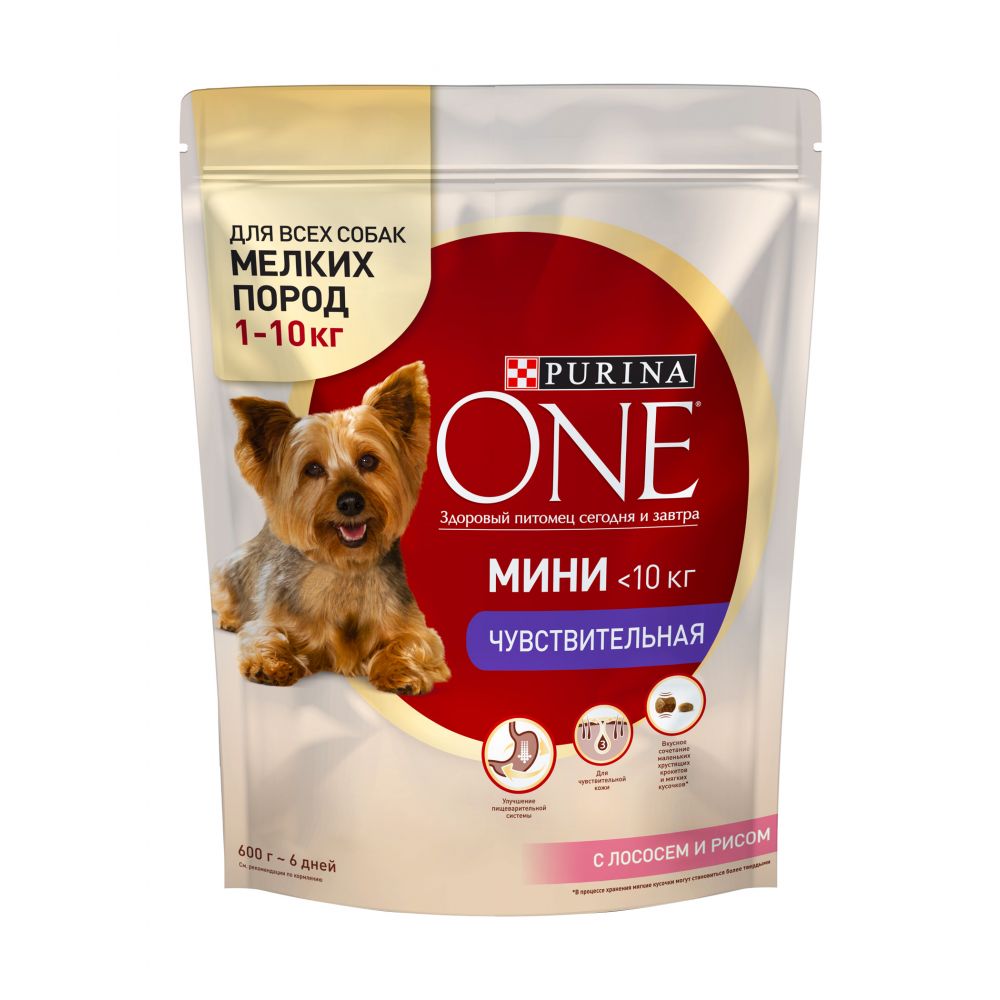 ДЛЯ ВСЕХ СОБАК
МЕЛКИХ
ПОРОД
1-10 кг
PURINA
ONE®
Здоровый питомец сегодня и завтра
МИНИ <10 кг
ЧУВСТВИТЕЛЬНАЯ
3
Улучшение
пищеварительной
системы
Для
чувствительной
кожи
Вкусное
сочетание
маленьких
хрустящих
крокетов
и мягких
кусочков*
600 г ~ 6 дней
См. рекомендации по кормлению
С ЛОСОСЕМ И РИСОМ
*В процессе хранения мягкие кусочки могут становиться более твердыми